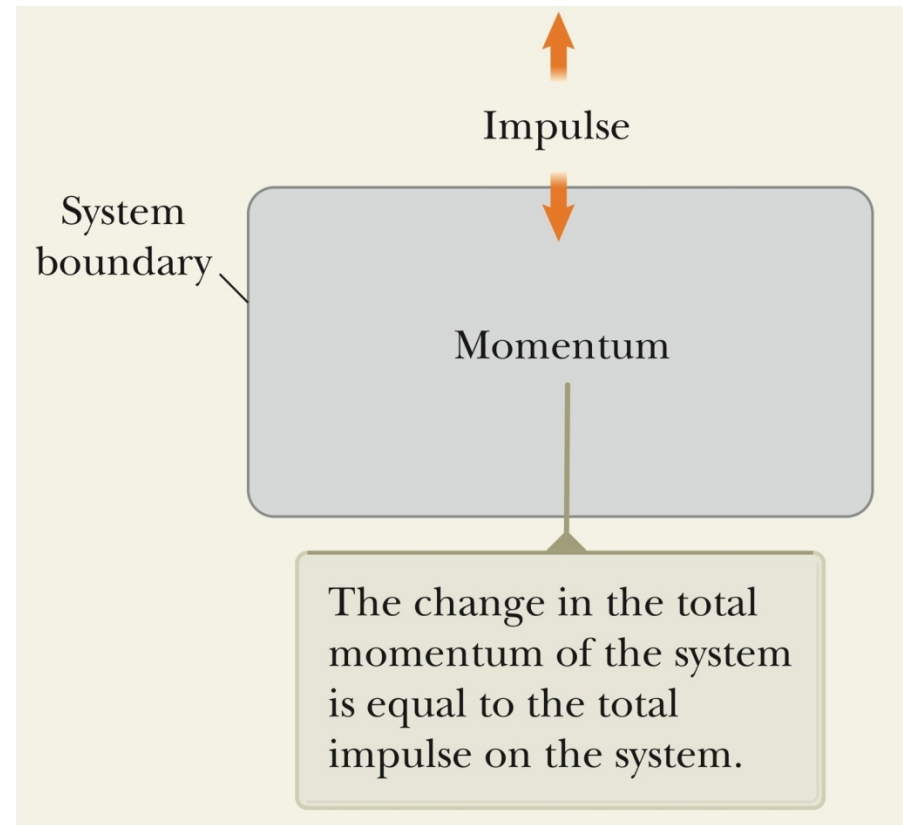 Impulse
System
boundary
Momentum
The change in the total
momentum of the system
is equal to the total
impulse on the system.